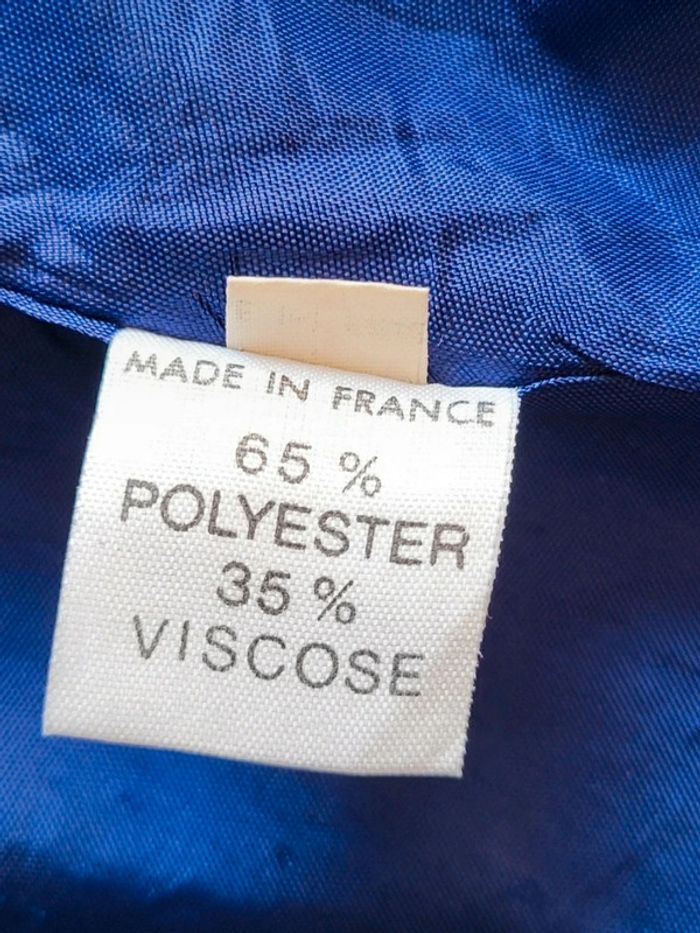 MADE IN FRANCE
65 %
POLYESTER
35 %
VISCOSE